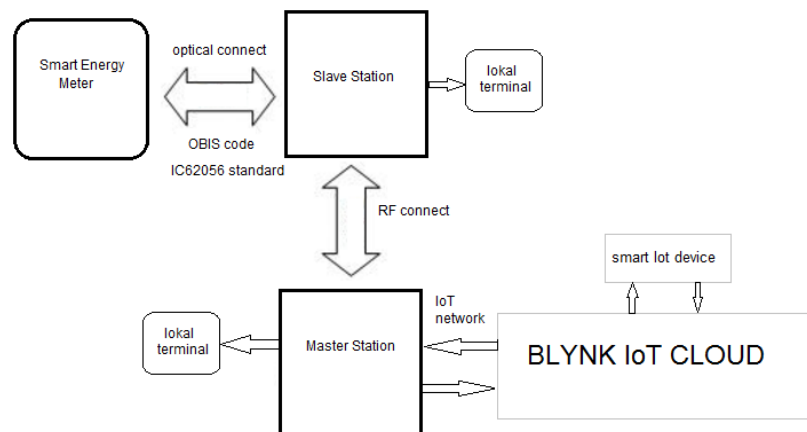 Smart Energy
Meter
optical connect
OBIS code
IC62056 standard
Slave Station
lokal
terminal
RF connect
smart Iot device
lokal
terminal
Master Station
IoT
network
BLYNK IoT CLOUD